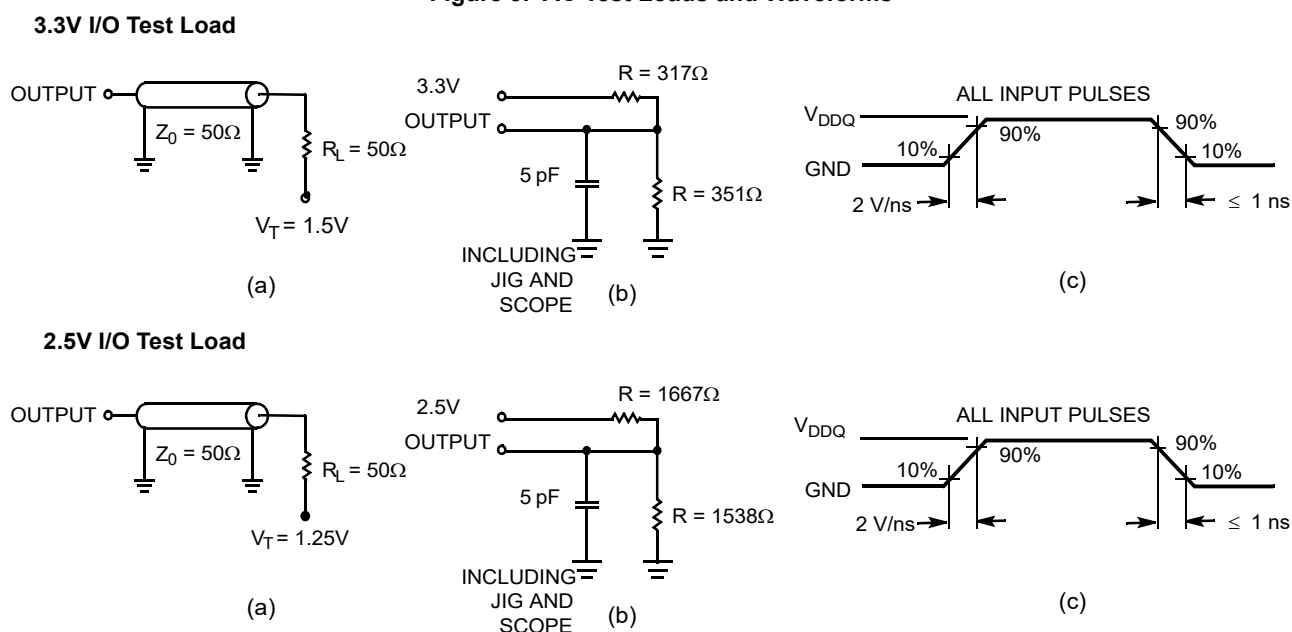 3.3V I/O Test Load
OUTPUT
Z0 = 50Ω
RL = 50Ω
VT = 1.5V
(a)
3.3V
OUTPUT
R = 317Ω
5 pF
R = 351Ω
INCLUDING
JIG AND
SCOPE
(b)
ALL INPUT PULSES
VDDQ
GND
10%
90%
90%
10%
2 V/ns
≤ 1 ns
(c)
2.5V I/O Test Load
OUTPUT
Z0 = 50Ω
RL = 50Ω
VT = 1.25V
(a)
2.5V
OUTPUT
R = 1667Ω
5 pF
R = 1538Ω
INCLUDING
JIG AND
SCOPE
(b)
ALL INPUT PULSES
VDDQ
GND
10%
90%
90%
10%
2 V/ns
≤ 1 ns
(c)